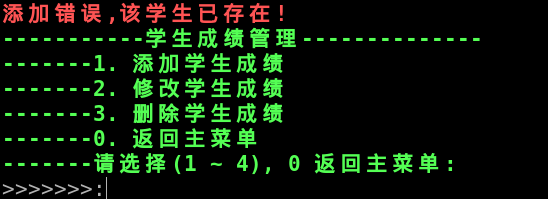 添加错误,该学生已存在!
-----------学生成绩管理--------------
-------1. 添加学生成绩
-------2. 修改学生成绩
-------3. 删除学生成绩
-------0. 返回主菜单
-------请选择(1 ~ 4), 0 返回主菜单:
>>>>>>>: